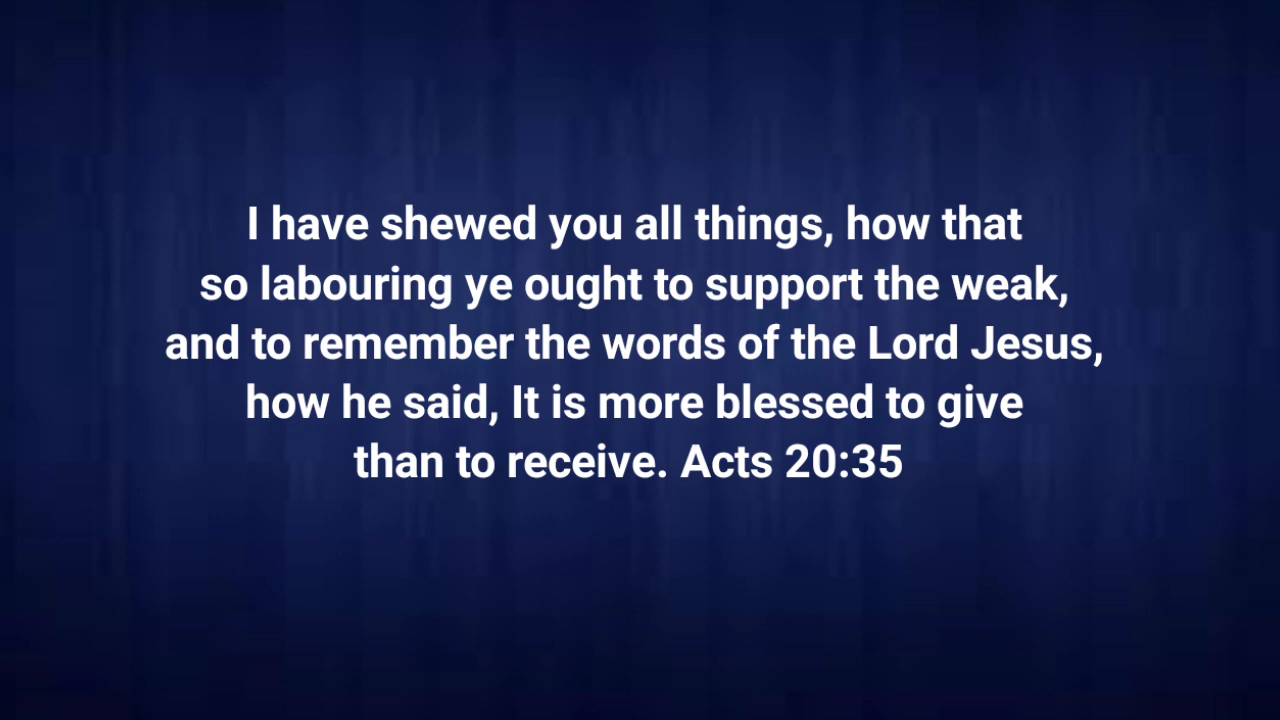 I have shewed you all things, how that
so labouring ye ought to support the weak,
and to remember the words of the Lord Jesus,
how he said, It is more blessed to give
than to receive. Acts 20:35